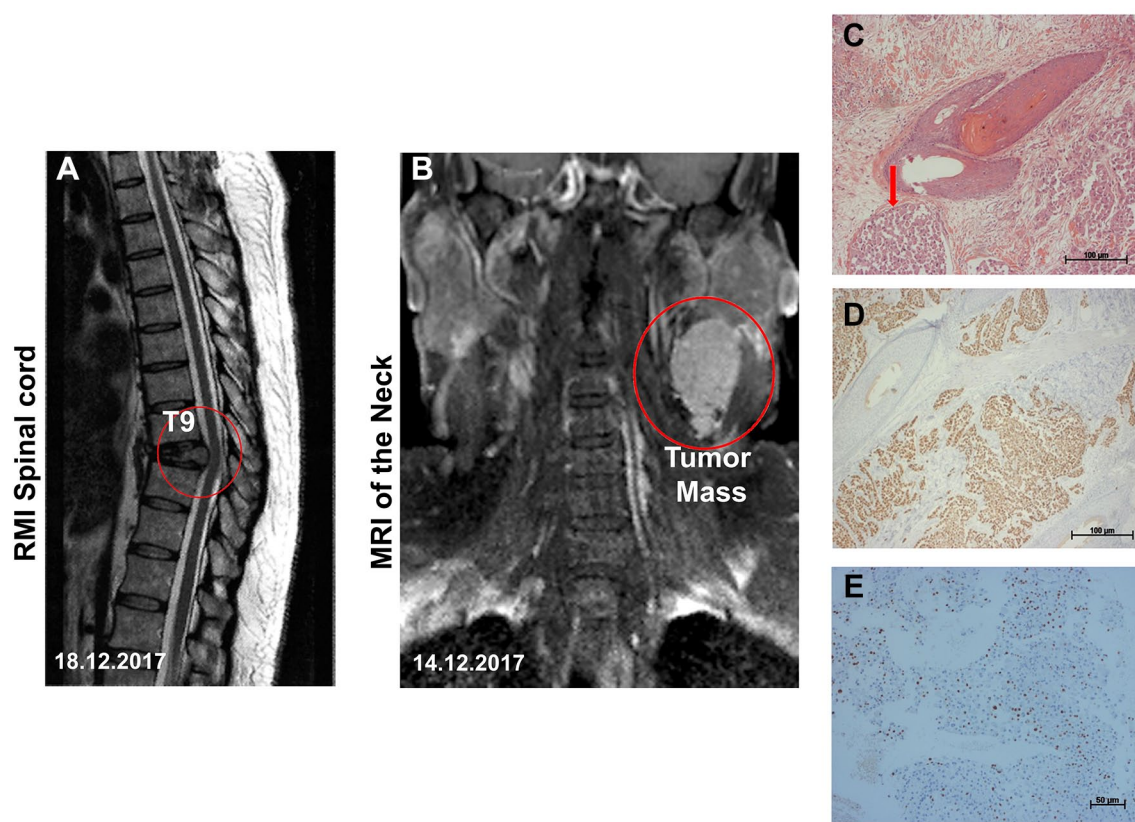 A
RMI Spinal cord
T9
18.12.2017
B
MRI of the Neck
Tumor
Mass
14.12.2017
C
100 µm
D
100 µm
E
50 µm